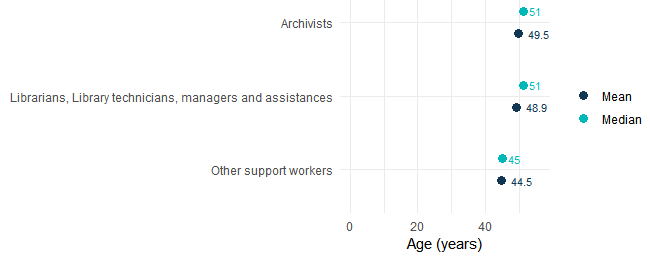 51
Archivists
49.5
51
Librarians, Library technicians, managers and assistances
48.9
Mean
Median
45
Other support workers
44.5
0 20 40
Age (years)